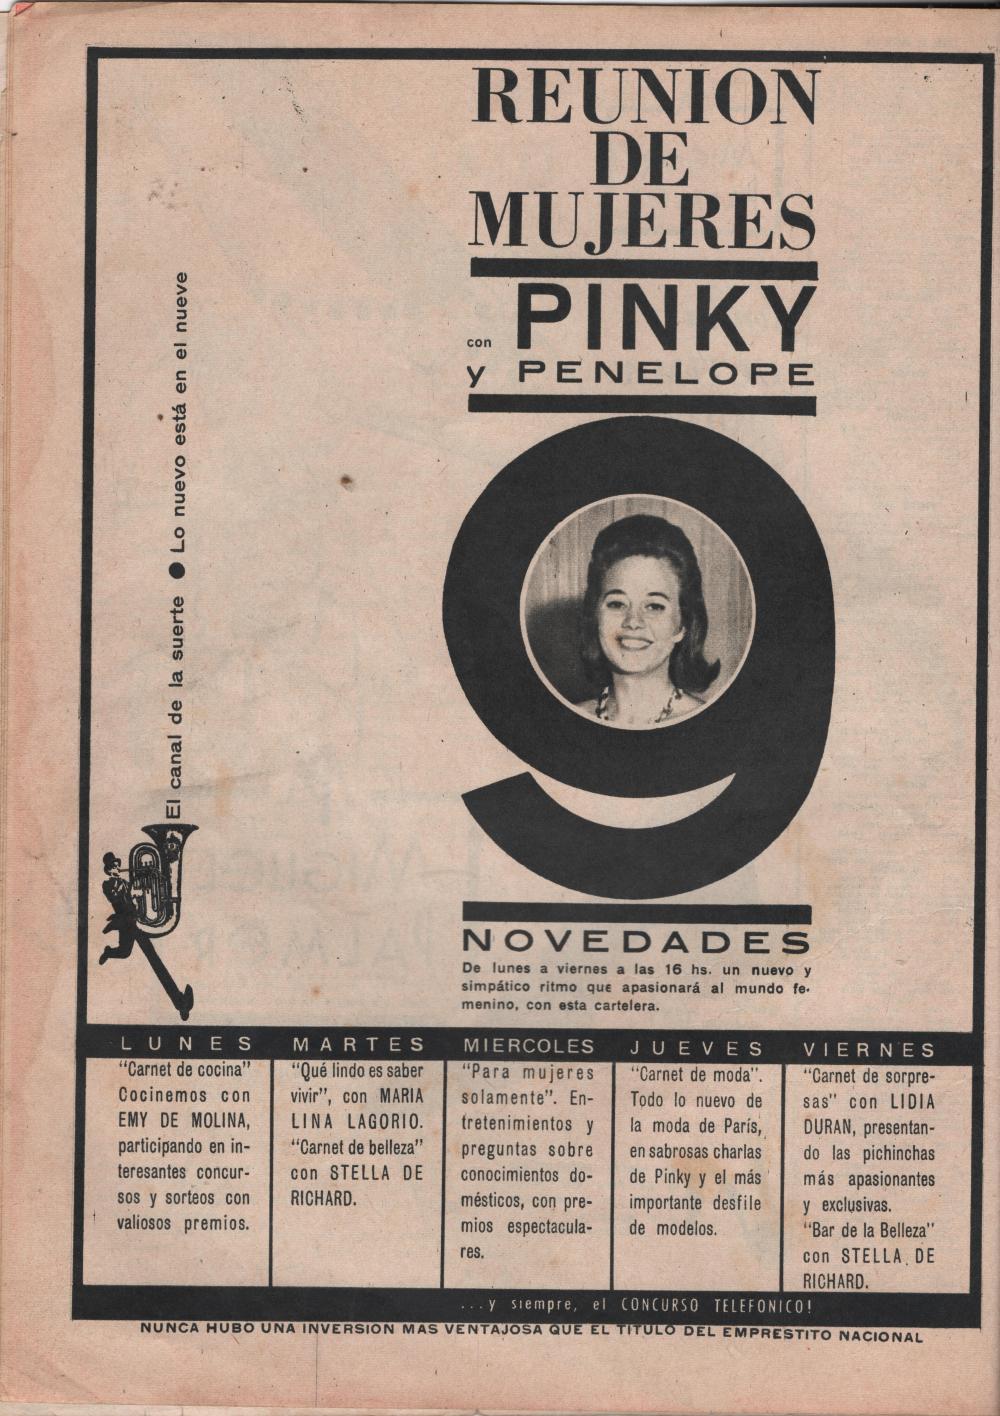 REUNION
DE
MUJERES
con PINKY
y PENELOPE
9
El canal de la suerte ● Lo nuevo está en el nueve
NOVEDADES
De lunes a viernes a las 16 hs. un nuevo y
simpático ritmo que apasionará al mundo fe-
menino, con esta cartelera.
LUNES
"Carnet de cocina"
Cocinemos con
EMY DE MOLINA,
participando en in-
teresantes concur-
sos y sorteos con
valiosos premios.
MARTES
"Qué lindo es saber
vivir", con MARIA
LINA LAGORIO.
"Carnet de belleza"
con STELLA DE
RICHARD.
MIERCOLES
"Para mujeres
solamente". En-
tretenimientos y
preguntas sobre
conocimientos do-
mésticos, con pre-
mios espectacula-
res.
JUEVES
"Carnet de moda".
Todo lo nuevo de
la moda de París,
en sabrosas charlas
de Pinky y el más
importante desfile
de modelos.
VIERNES
"Carnet de sorpre-
sas" con LIDIA
DURAN, presentan-
do las pichinchas
más apasionantes
y exclusivas.
"Bar de la Belleza"
con STELLA DE
RICHARD.
...y siempre, el CONCURSO TELEFONICO!
NUNCA HUBO UNA INVERSION MAS VENTAJOSA QUE EL TITULO DEL EMPRESTITO NACIONAL